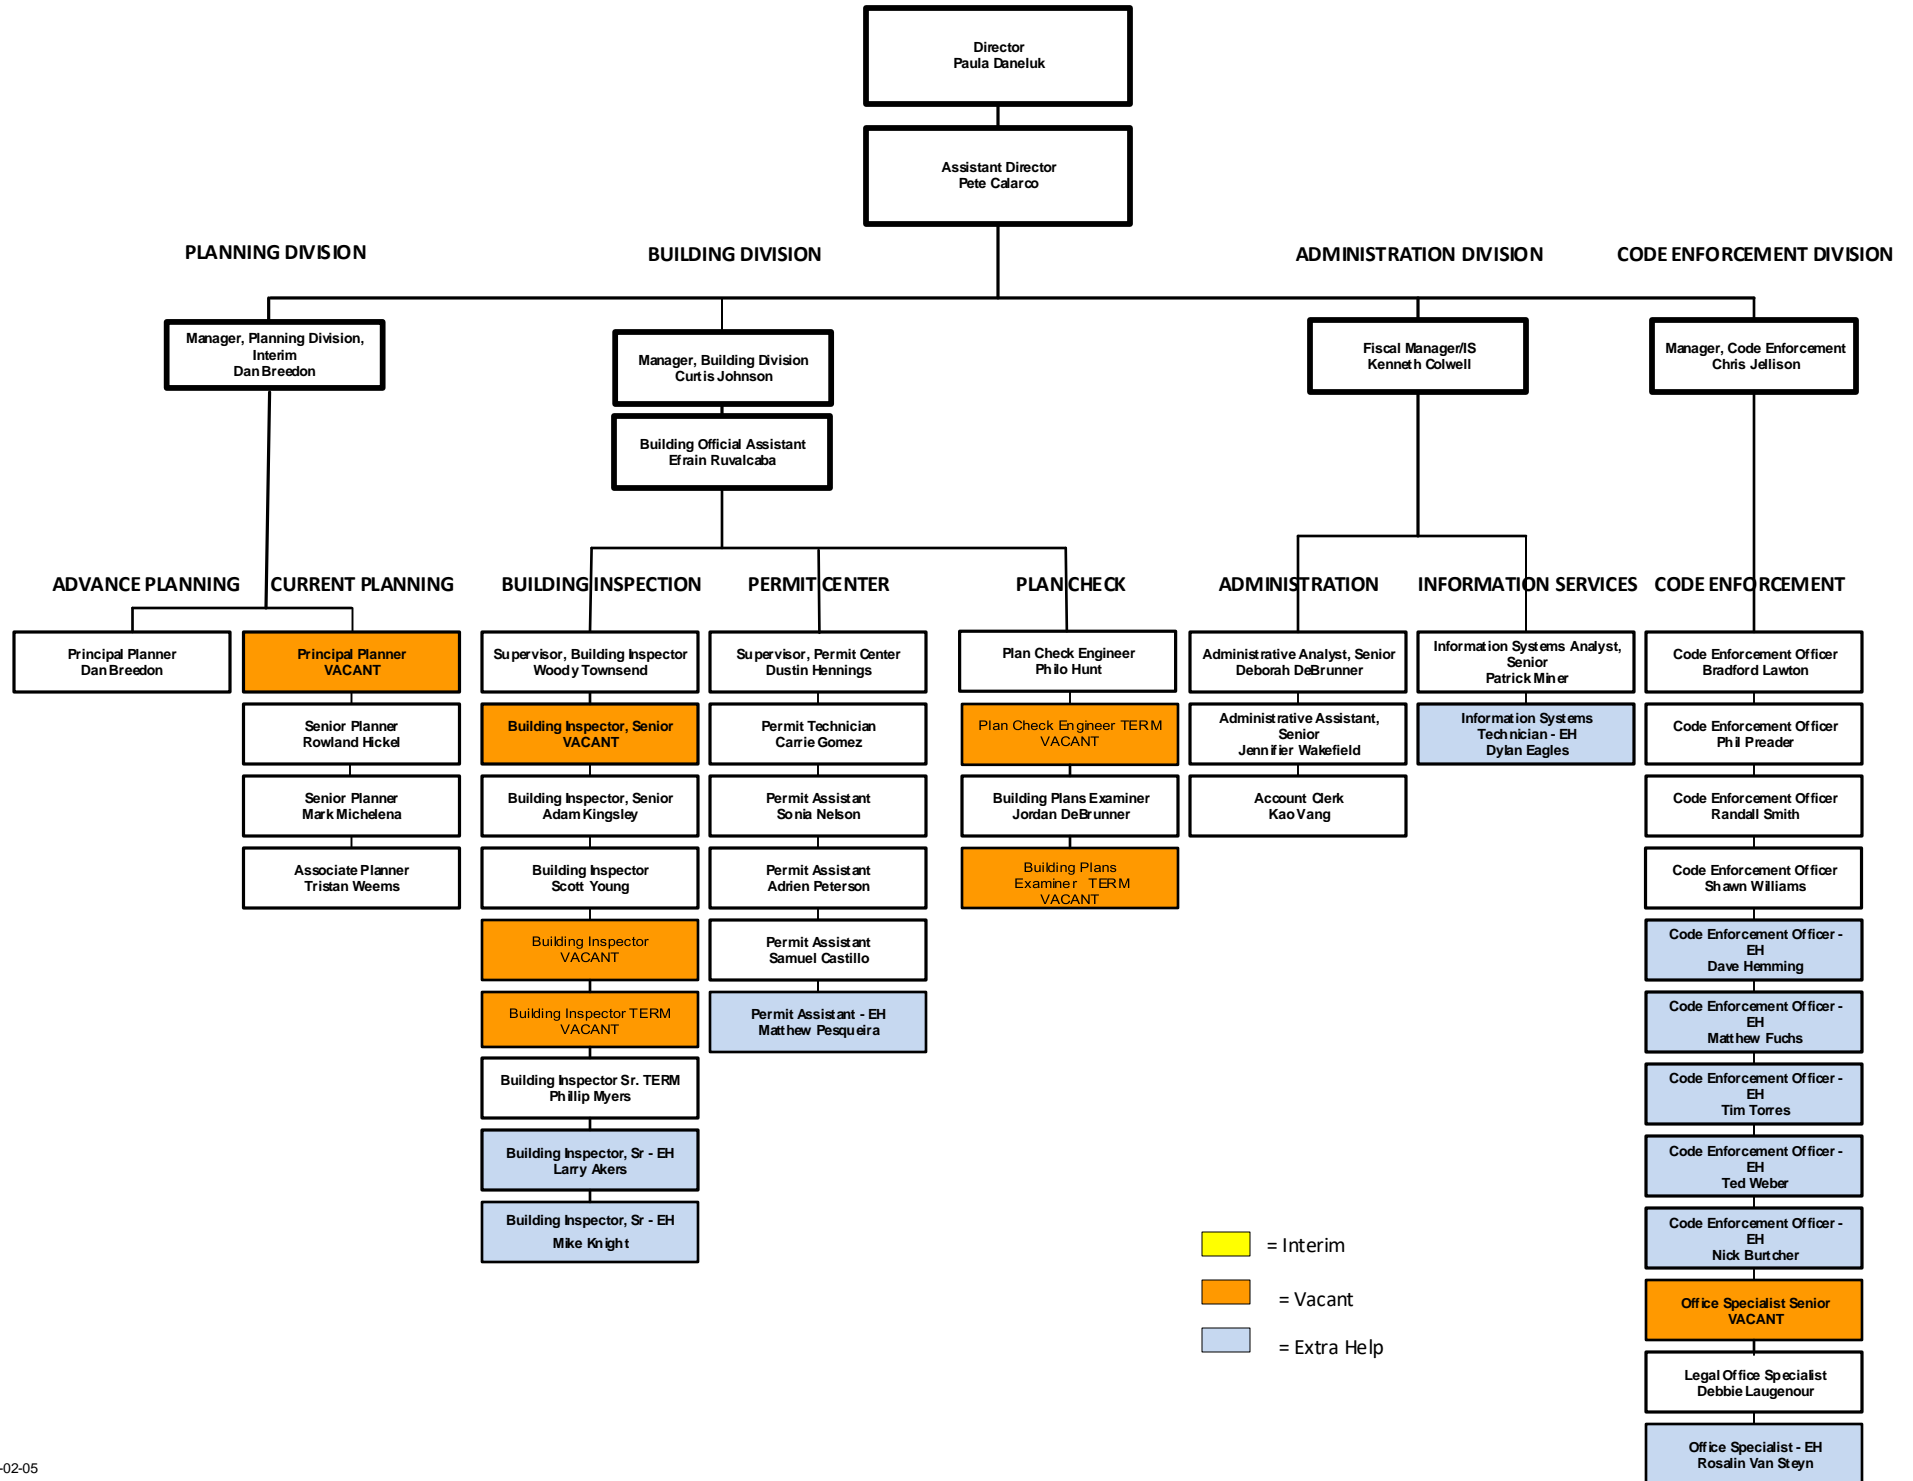 Director
Paula Daneluk
Assistant Director
Pete Calarco
PLANNING DIVISION
BUILDING DIVISION
ADMINISTRATION DIVISION
CODE ENFORCEMENT DIVISION
Manager, Planning Division,
Interim
Dan Breedon
Manager, Building Division
Curtis Johnson
Building Official Assistant
Efrain Ruvalcaba
Fiscal Manager/IS
Kenneth Colwell
Manager, Code Enforcement
Chris Jellison
ADVANCE PLANNING
CURRENT PLANNING
BUILDING INSPECTION
PERMIT CENTER
PLAN CHECK
ADMINISTRATION
INFORMATION SERVICES
CODE ENFORCEMENT
Principal Planner
Dan Breedon
Principal Planner
VACANT
Senior Planner
Rowland Hickel
Senior Planner
Mark Michelena
Associate Planner
Tristan Weems
Supervisor, Building Inspector
Woody Townsend
Building Inspector, Senior
VACANT
Building Inspector, Senior
Adam Kingsley
Building Inspector
Scott Young
Building Inspector
VACANT
Building Inspector TERM
VACANT
Building Inspector Sr. TERM
Phillip Myers
Building Inspector, Sr - EH
Larry Akers
Building Inspector, Sr - EH
Mike Knight
Supervisor, Permit Center
Dustin Hennings
Permit Technician
Carrie Gomez
Permit Assistant
Sonia Nelson
Permit Assistant
Adrien Peterson
Permit Assistant
Samuel Castillo
Permit Assistant - EH
Matthew Pesqueira
Plan Check Engineer
Philo Hunt
Plan Check Engineer TERM
VACANT
Building Plans Examiner
Jordan DeBrunner
Building Plans
Examiner TERM
VACANT
Administrative Analyst, Senior
Deborah DeBrunner
Administrative Assistant,
Senior
Jennifier Wakefield
Account Clerk
Kao Vang
Information Systems Analyst,
Senior
Patrick Miner
Information Systems
Technician - EH
Dylan Eagles
Code Enforcement Officer
Bradford Lawton
Code Enforcement Officer
Phil Preader
Code Enforcement Officer
Randall Smith
Code Enforcement Officer
Shawn Williams
Code Enforcement Officer -
EH
Dave Hemming
Code Enforcement Officer -
EH
Matthew Fuchs
Code Enforcement Officer -
EH
Tim Torres
Code Enforcement Officer -
EH
Ted Weber
Code Enforcement Officer -
EH
Nick Burtcher
Office Specialist Senior
VACANT
Legal Office Specialist
Debbie Laugenour
Office Specialist - EH
Rosalin Van Steyn
= Interim
= Vacant
= Extra Help
-02-05